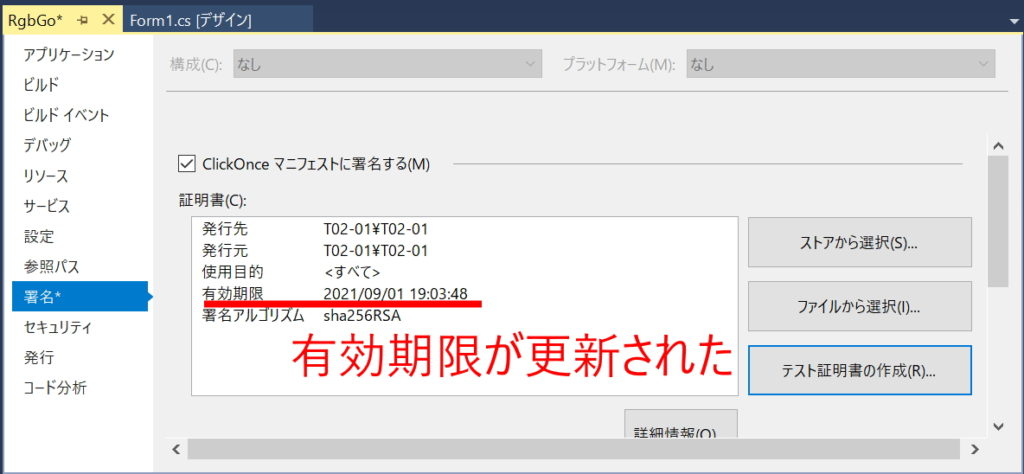 RgbGo*
Form1.cs [デザイン]
アプリケーション
ビルド
ビルド イベント
デバッグ
リソース
サービス
設定
参照パス
署名*
セキュリティ
発行
コード分析
構成(C): なし プラットフォーム(M): なし
ClickOnce マニフェストに署名する(M)
証明書(C):
発行先 T02-01¥T02-01
発行元 T02-01¥T02-01
使用目的 <すべて>
有効期限 2021/09/01 19:03:48
署名アルゴリズム sha256RSA
有効期限が更新された
ストアから選択(S)...
ファイルから選択(I)...
テスト証明書の作成(R)...
詳細情報(O)...